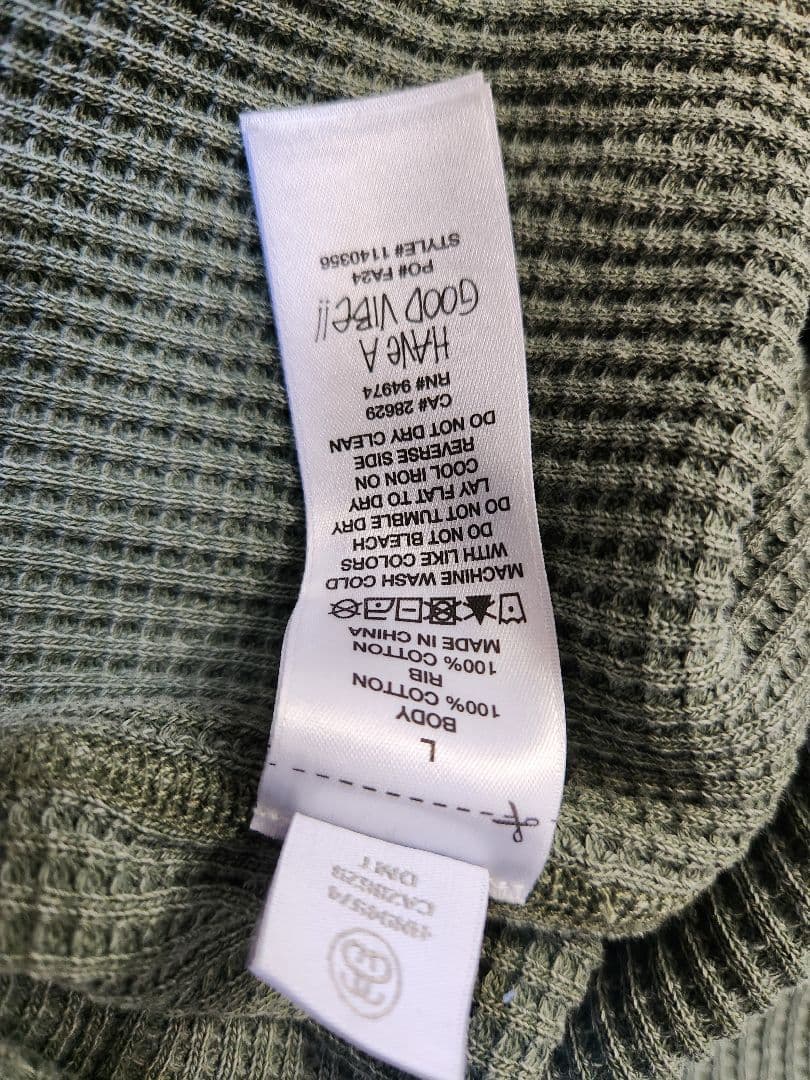 L
BODY
100% COTTON
RIB
100% COTTON
MADE IN CHINA
MACHINE WASH COLD
WITH LIKE COLORS
DO NOT BLEACH
DO NOT TUMBLE DRY
LAY FLAT TO DRY
COOL IRON ON
REVERSE SIDE
DO NOT DRY CLEAN
CA# 28629
RN# 94974
HAVE A
GOOD VIBE!!
PO# FA24
STYLE# 1140356
DMT
CA28629